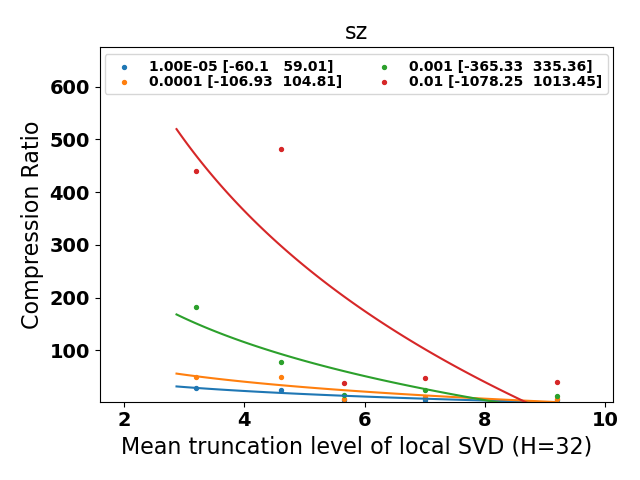 sz
1.00E-05 [-60.1   59.01]
0.0001 [-106.93  104.81]
0.001 [-365.33  335.36]
0.01 [-1078.25  1013.45]
Compression Ratio
600
500
400
300
200
100
2 4 6 8 10
Mean truncation level of local SVD (H=32)